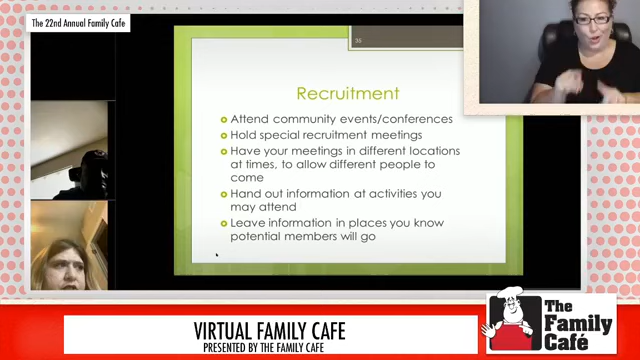 The 22nd Annual Family Cafe
36
Recruitment
Attend community events/conferences
Hold special recruitment meetings
Have your meetings in different locations
at times, to allow different people to
come
Hand out information at activities you
may attend
Leave information in places you know
potential members will go
VIRTUAL FAMILY CAFE
PRESENTED BY THE FAMILY CAFE
The
Family
Café